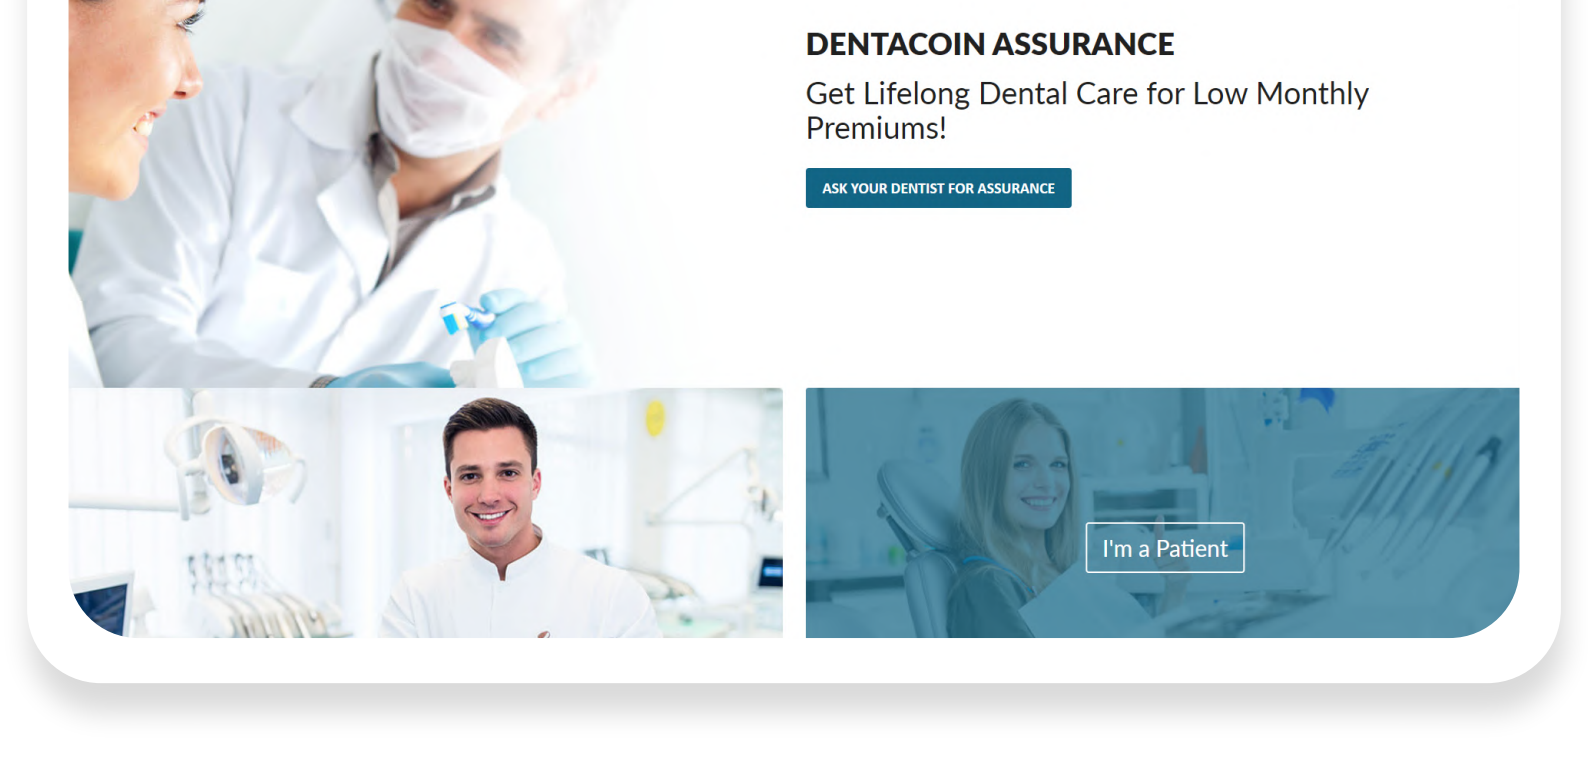 DENTACOIN ASSURANCE
Get Lifelong Dental Care for Low Monthly
Premiums!
ASK YOUR DENTIST FOR ASSURANCE
I'm a Patient